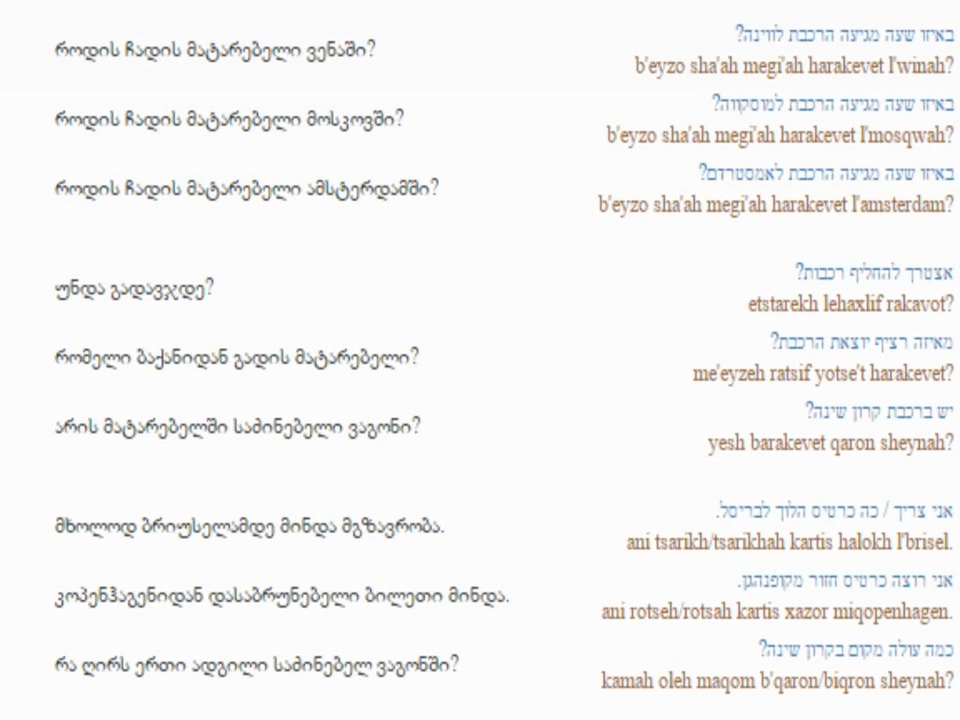 როდის ჩადის მატარებელი ვენაში?
באיזו שעה מגיעה הרכבת לווינה?
b'eyzo sha'ah megi'ah harakevet l'winah?
როდის ჩადის მატარებელი მოსკოვში?
באיזו שעה מגיעה הרכבת למוסקווה?
b'eyzo sha'ah megi'ah harakevet l'mosqwah?
როდის ჩადის მატარებელი ამსტერდამში?
באיזו שעה מגיעה הרכבת לאמסטרדם?
b'eyzo sha'ah megi'ah harakevet l'amsterdam?
უნდა გადავჯდე?
אצטרך להחליף רכבות?
etstarekh lehaxlif rakavot?
რომელი ბაქანიდან გადის მატარებელი?
מאיזה רציף יוצאת הרכבת?
me'eyzeh ratsif yotse't harakevet?
არის მატარებელში საძინებელი ვაგონი?
יש ברכבת קרון שינה?
yesh barakevet qaron sheynah?
მხოლოდ ბრიუსელამდე მინდა მგზავრობა.
אני צריך / כה כרטיס הלוך לבריסל.
ani tsarikh/tsarikhah kartis halokh l'brisel.
კოპენჰაგენიდან დასაბრუნებელი ბილეთი მინდა.
אני רוצה כרטיס חזור מקופנהגן.
ani rotseh/rotsah kartis xazor miqopenhagen.
რა ღირს ერთი ადგილი საძინებელ ვაგონში?
כמה עולה מקום בקרון שינה?
kamah oleh maqom b'qaron/biqron sheynah?